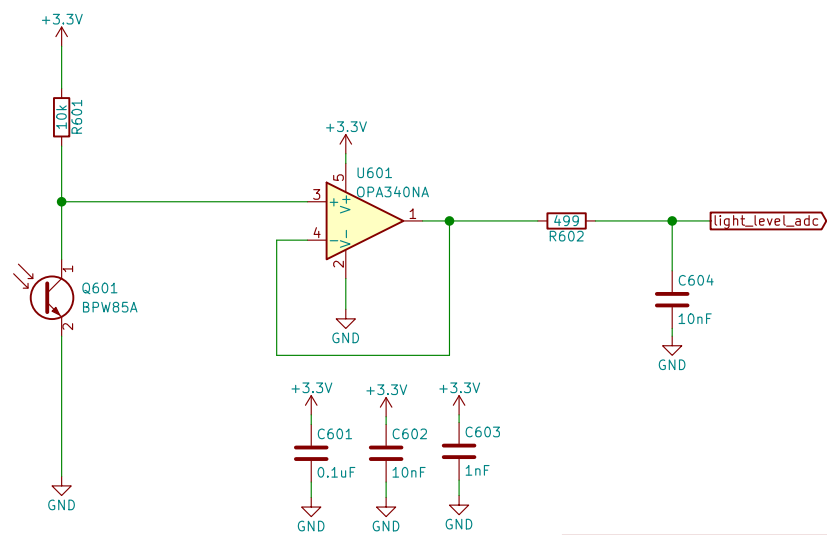 +3.3V
10k
R601
+3.3V
U601
OPA340NA
5
3
+
V+
1
4
-
V-
2
GND
499
R602
light_level_adc
C604
10nF
GND
1
Q601
BPW85A
2
GND
+3.3V
C601
0.1uF
GND
+3.3V
C602
10nF
GND
+3.3V
C603
1nF
GND